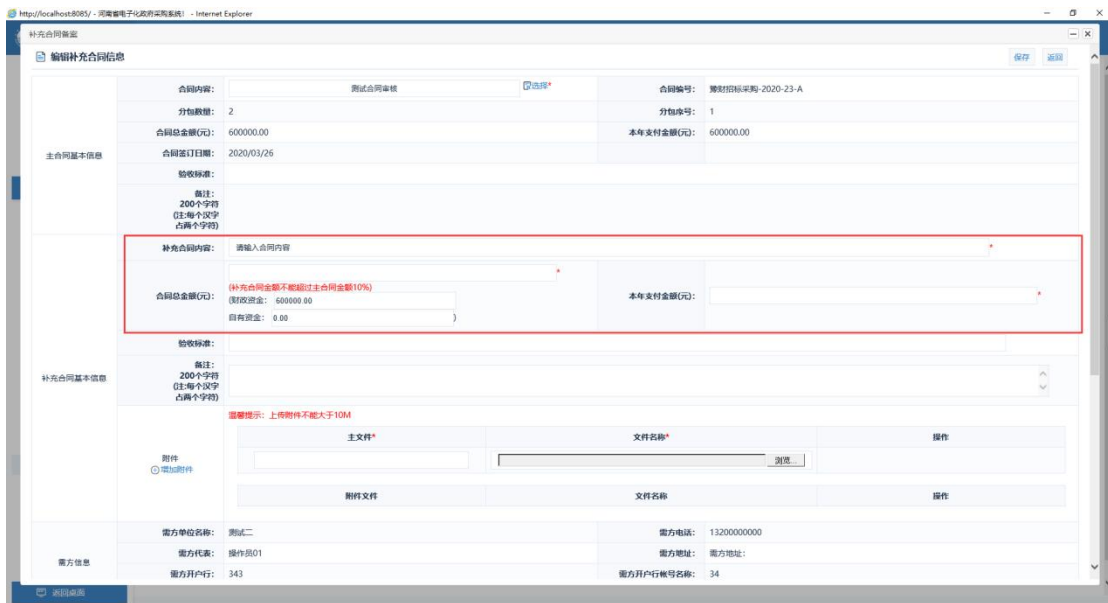 http://localhost:8085/ - 河南省电子化政府采购系统! - Internet Explorer
补充合同备案
编辑补充合同信息
保存 返回
主合同基本信息
合同内容: 测试合同审核 选择* 合同编号: 豫财招标采购-2020-23-A
分包数量: 2 分包序号: 1
合同总金额(元): 600000.00 本年支付金额(元): 600000.00
合同签订日期: 2020/03/26
验收标准:
备注:
200个字符
(注:每个汉字
占两个字符)
补充合同基本信息
补充合同内容: 请输入合同内容 *
合同总金额(元): *
(补充合同金额不能超过主合同金额10%)
(财政资金: 600000.00
自有资金: 0.00 )
本年支付金额(元): *
验收标准:
备注:
200个字符
(注:每个汉字
占两个字符)
附件
增加附件
温馨提示: 上传附件不能大于10M
主文件* 文件名称* 操作
浏览...
附件文件 文件名称 操作
需方信息
需方单位名称: 测试二 需方电话: 13200000000
需方代表: 操作员01 需方地址: 需方地址:
需方开户行: 343 需方开户行帐号名称: 34
返回桌面